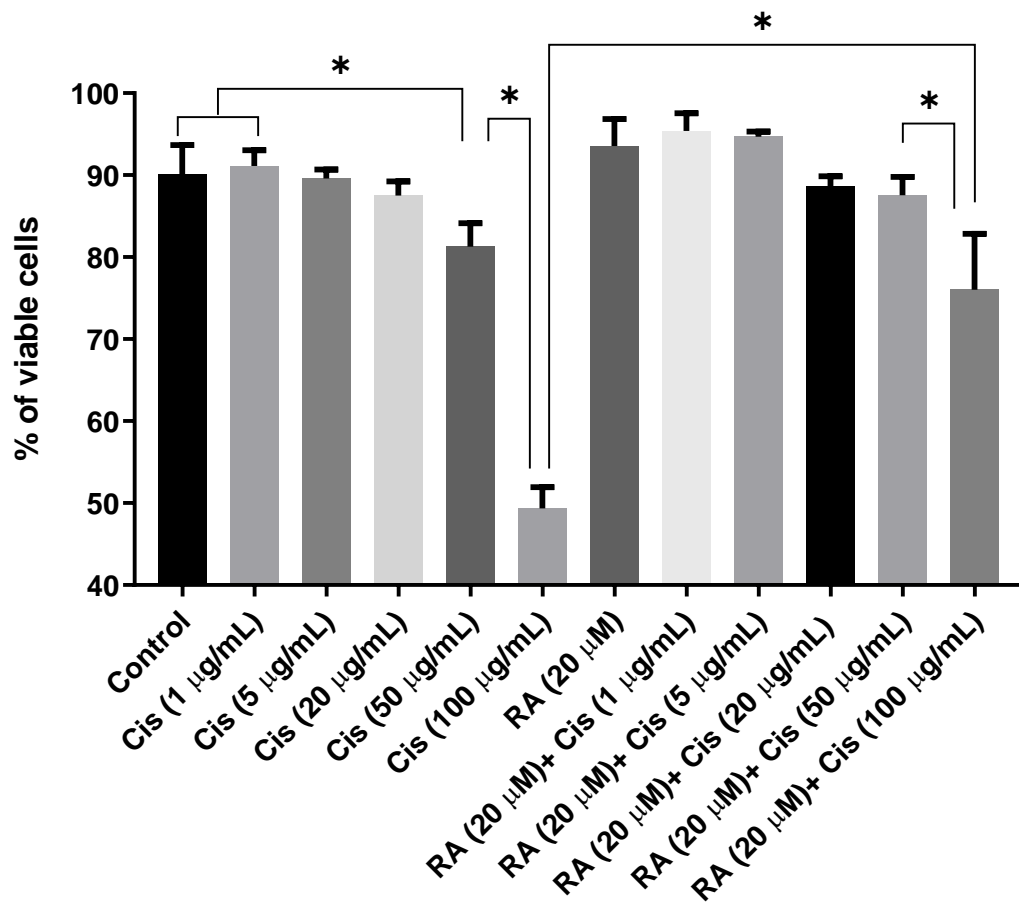 *
*
*
*
% of viable cells
100
90
80
70
60
50
40
Control
Cis (1 μg/mL)
Cis (5 μg/mL)
Cis (20 μg/mL)
Cis (50 μg/mL)
Cis (100 μg/mL)
RA (20 μM)
RA (20 μM)+ Cis (1 μg/mL)
RA (20 μM)+ Cis (5 μg/mL)
RA (20 μM)+ Cis (20 μg/mL)
RA (20 μM)+ Cis (50 μg/mL)
RA (20 μM)+ Cis (100 μg/mL)